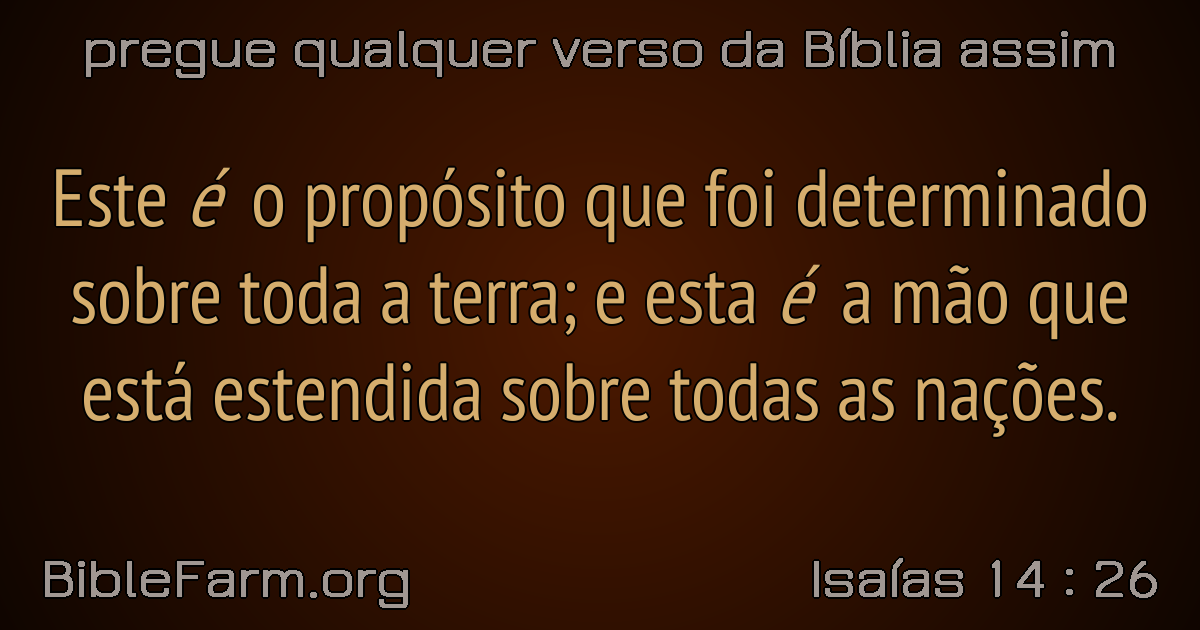 pregue qualquer verso da Bíblia assim
Este é o propósito que foi determinado
sobre toda a terra; e esta é a mão que
está estendida sobre todas as nações.
BibleFarm.org
Isaías 14 : 26